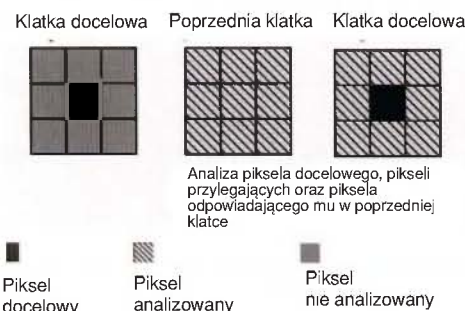 Klatka docelowa
Poprzednia klatka
Klatka docelowa
Analiza piksela docelowego, pikseli
przylegających oraz piksela
odpowiadającego mu w poprzedniej
klatce
Piksel
docelowy
Piksel
analizowany
Piksel
nie analizowany